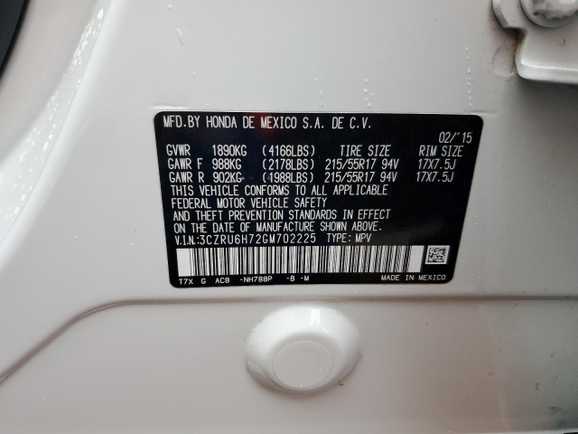 MFD.BY HONDA DE MEXICO S.A. DE C.V.
02/'15
GVWR 1890KG (4166LBS) TIRE SIZE RIM SIZE
GAWR F 988KG (2178LBS) 215/55R17 94V 17X7.5J
GAWR R 902KG (1988LBS) 215/55R17 94V 17X7.5J
THIS VEHICLE CONFORMS TO ALL APPLICABLE
FEDERAL MOTOR VEHICLE SAFETY
AND THEFT PREVENTION STANDARDS IN EFFECT
ON THE DATE OF MANUFACTURE SHOWN ABOVE.
V.I.N:3CZRU6H72GM702225 TYPE: MPV
T7X G AC8 -NH788P -B -M MADE IN MEXICO